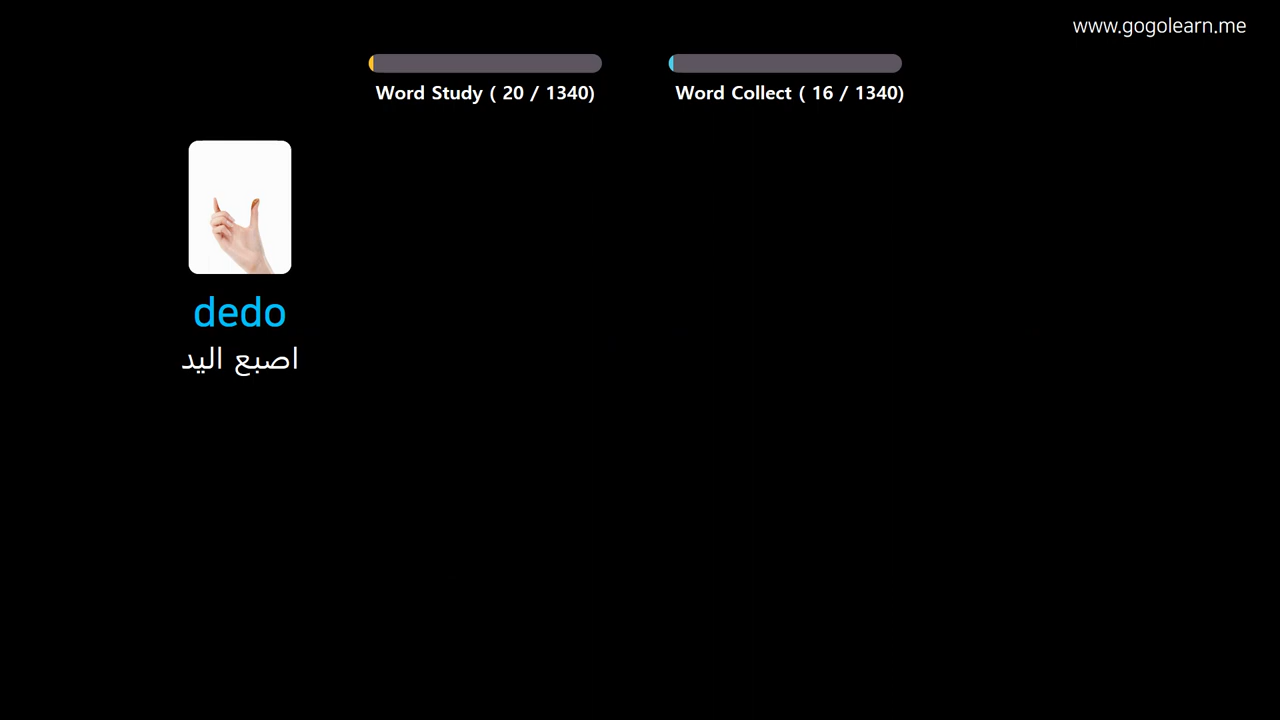 www.gogolearn.me
Word Study ( 20 / 1340)
Word Collect ( 16 / 1340)
dedo
اصبع اليد